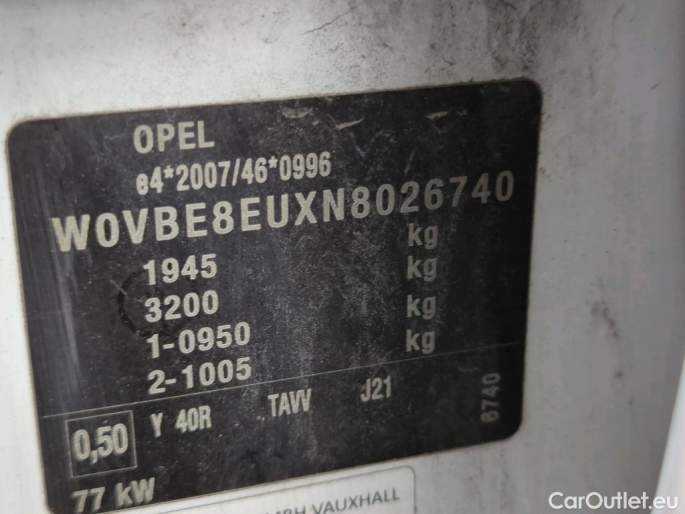 OPEL
e4*2007/46*0996
W0VBE8EUXN8026740
1945 kg
3200 kg
1-0950 kg
2-1005 kg
0,50 Y 40R TAVV J21
6740
77 kW
VAUXHALL
CarOutlet.eu